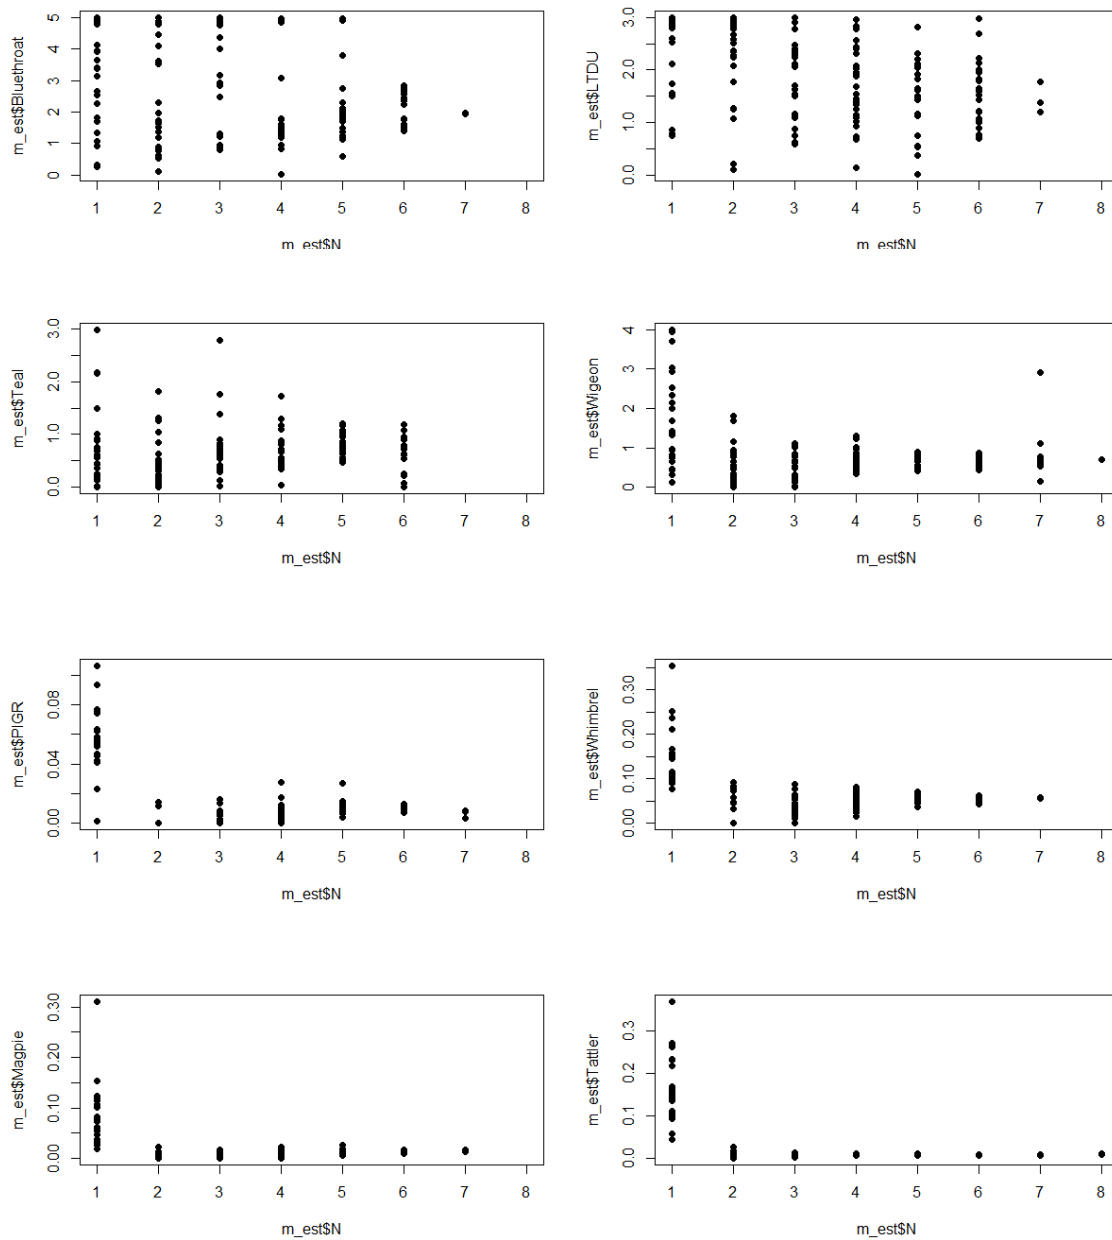 m_est$Bluethroat
0 1 2 3 4 5
1 2 3 4 5 6 7 8
m_est$N
m_est$LTDU
0.0 1.0 2.0 3.0
1 2 3 4 5 6 7 8
m_est$N
m_est$Teal
0.0 1.0 2.0 3.0
1 2 3 4 5 6 7 8
m_est$N
m_est$Wigeon
0 1 2 3 4
1 2 3 4 5 6 7 8
m_est$N
m_est$PIGR
0.00 0.04 0.08
1 2 3 4 5 6 7 8
m_est$N
m_est$Whimbrel
0.00 0.10 0.20 0.30
1 2 3 4 5 6 7 8
m_est$N
m_est$Magpie
0.00 0.10 0.20 0.30
1 2 3 4 5 6 7 8
m_est$N
m_est$Tattler
0.0 0.1 0.2 0.3
1 2 3 4 5 6 7 8
m_est$N